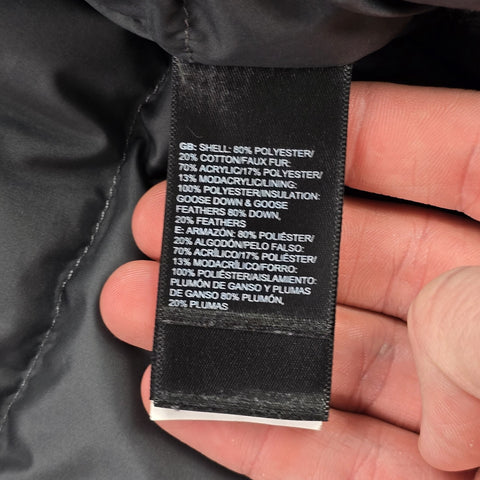 GB: SHELL: 80% POLYESTER/
20% COTTON/FAUX FUR:
70% ACRYLIC/17% POLYESTER/
13% MODACRYLIC/LINING:
100% POLYESTER/INSULATION:
GOOSE DOWN & GOOSE
FEATHERS 80% DOWN,
20% FEATHERS
E: ARMAZÓN: 80% POLIÉSTER/
20% ALGODÓN/PELO FALSO:
70% ACRÍLICO/17% POLIÉSTER/
13% MODACRÍLICO/FORRO:
100% POLIÉSTER/AISLAMIENTO:
PLUMÓN DE GANSO Y PLUMAS
DE GANSO 80% PLUMÓN,
20% PLUMAS